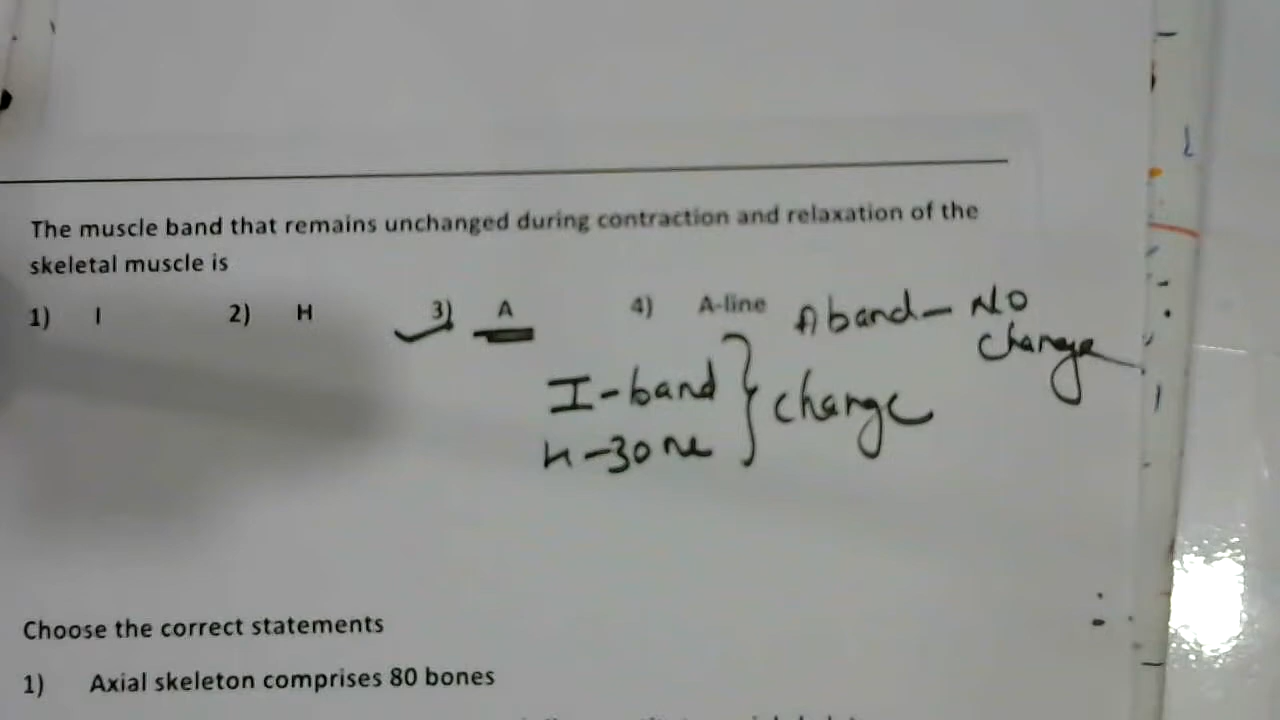 The muscle band that remains unchanged during contraction and relaxation of the
skeletal muscle is
1) I 2) H 3) A 4) A-line
A band - No
change
I-band } change
H-zone
Choose the correct statements
1) Axial skeleton comprises 80 bones